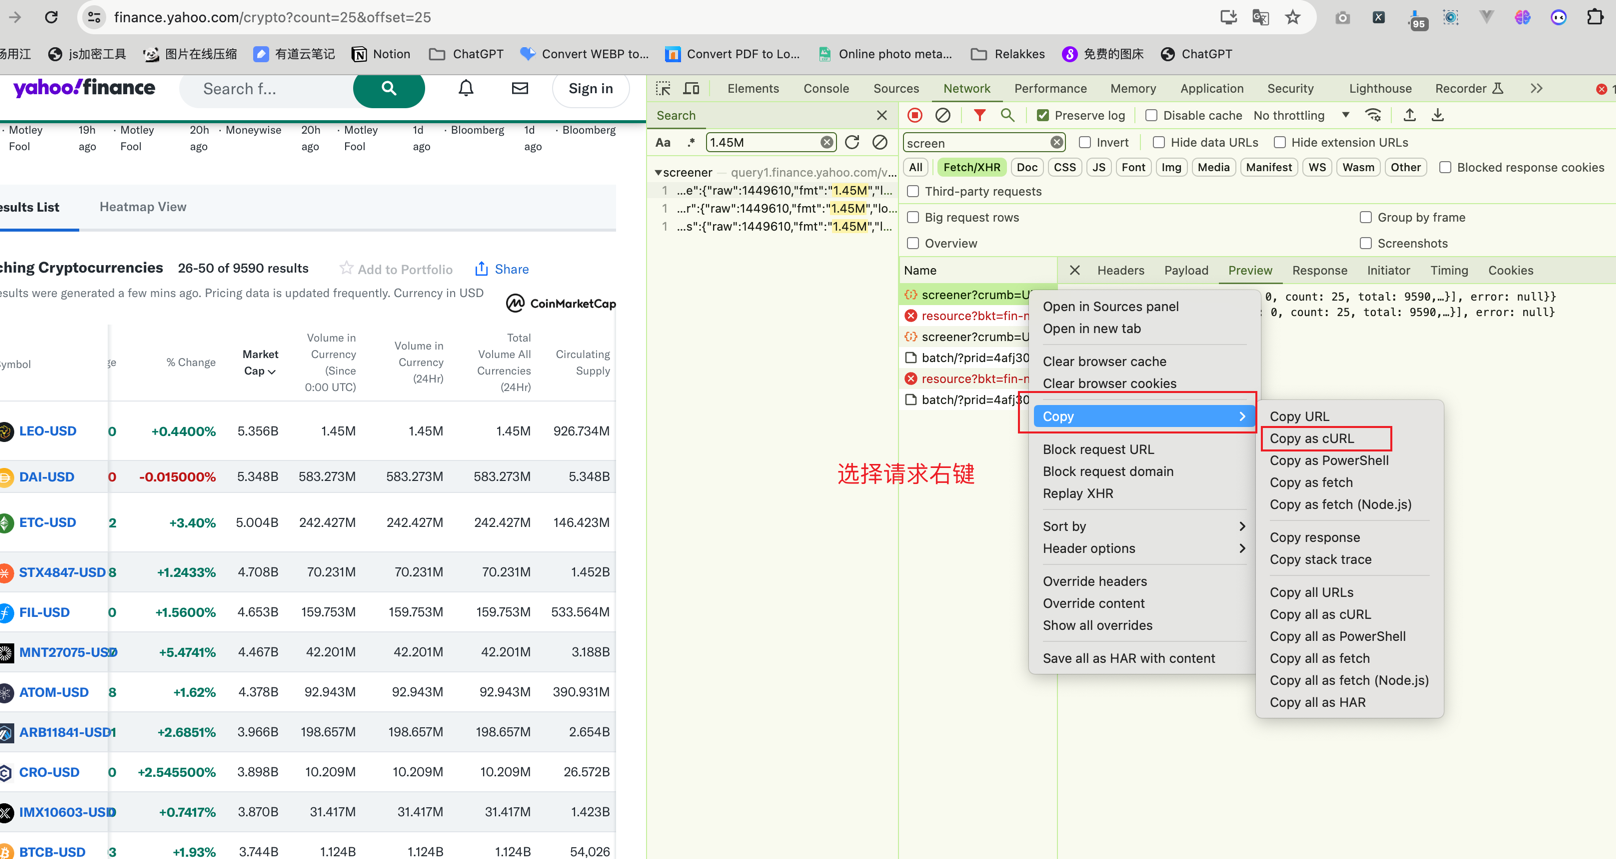 finance.yahoo.com/crypto?count=25&offset=25
95
汤用江
js加密工具
图片在线压缩
有道云笔记
Notion
ChatGPT
Convert WEBP to...
Convert PDF to Lo...
Online photo meta...
Relakkes
免费的图床
ChatGPT
yahoo!finance
Search f...
Sign in
· Motley Fool
19h ago
· Motley Fool
20h ago
· Moneywise
20h ago
· Motley Fool
1d ago
· Bloomberg
1d ago
· Bloomberg
esults List
Heatmap View
ching Cryptocurrencies
26-50 of 9590 results
Add to Portfolio
Share
esults were generated a few mins ago. Pricing data is updated frequently. Currency in USD
CoinMarketCap
ymbol
ge
% Change
Market Cap
Volume in Currency (Since 0:00 UTC)
Volume in Currency (24Hr)
Total Volume All Currencies (24Hr)
Circulating Supply
LEO-USD 0 +0.4400% 5.356B 1.45M 1.45M 1.45M 926.734M
DAI-USD 0 -0.015000% 5.348B 583.273M 583.273M 583.273M 5.348B
ETC-USD 2 +3.40% 5.004B 242.427M 242.427M 242.427M 146.423M
STX4847-USD 8 +1.2433% 4.708B 70.231M 70.231M 70.231M 1.452B
FIL-USD 0 +1.5600% 4.653B 159.753M 159.753M 159.753M 533.564M
MNT27075-USD +5.4741% 4.467B 42.201M 42.201M 42.201M 3.188B
ATOM-USD 8 +1.62% 4.378B 92.943M 92.943M 92.943M 390.931M
ARB11841-USD 1 +2.6851% 3.966B 198.657M 198.657M 198.657M 2.654B
CRO-USD 0 +2.545500% 3.898B 10.209M 10.209M 10.209M 26.572B
IMX10603-USD +0.7417% 3.870B 31.417M 31.417M 31.417M 1.423B
BTCB-USD 3 +1.93% 3.744B 1.124B 1.124B 1.124B 54,026
Elements
Console
Sources
Network
Performance
Memory
Application
Security
Lighthouse
Recorder
1
Search
Preserve log
Disable cache
No throttling
Aa
.*
1.45M
screen
Invert
Hide data URLs
Hide extension URLs
screener — query1.finance.yahoo.com/v...
1 ...e":{"raw":1449610,"fmt":"1.45M","l...
1 ...r":{"raw":1449610,"fmt":"1.45M","lo...
1 ...s":{"raw":1449610,"fmt":"1.45M","l...
All
Fetch/XHR
Doc
CSS
JS
Font
Img
Media
Manifest
WS
Wasm
Other
Blocked response cookies
Third-party requests
Big request rows
Group by frame
Overview
Screenshots
Name
Headers
Payload
Preview
Response
Initiator
Timing
Cookies
screener?crumb=U
resource?bkt=fin-n
screener?crumb=U
batch/?prid=4afj30
resource?bkt=fin-n
batch/?prid=4afj30
0, count: 25, total: 9590,…}], error: null}}
0, count: 25, total: 9590,…}], error: null}
选择请求右键
Open in Sources panel
Open in new tab
Clear browser cache
Clear browser cookies
Copy
Block request URL
Block request domain
Replay XHR
Sort by
Header options
Override headers
Override content
Show all overrides
Save all as HAR with content
Copy URL
Copy as cURL
Copy as PowerShell
Copy as fetch
Copy as fetch (Node.js)
Copy response
Copy stack trace
Copy all URLs
Copy all as cURL
Copy all as PowerShell
Copy all as fetch
Copy all as fetch (Node.js)
Copy all as HAR